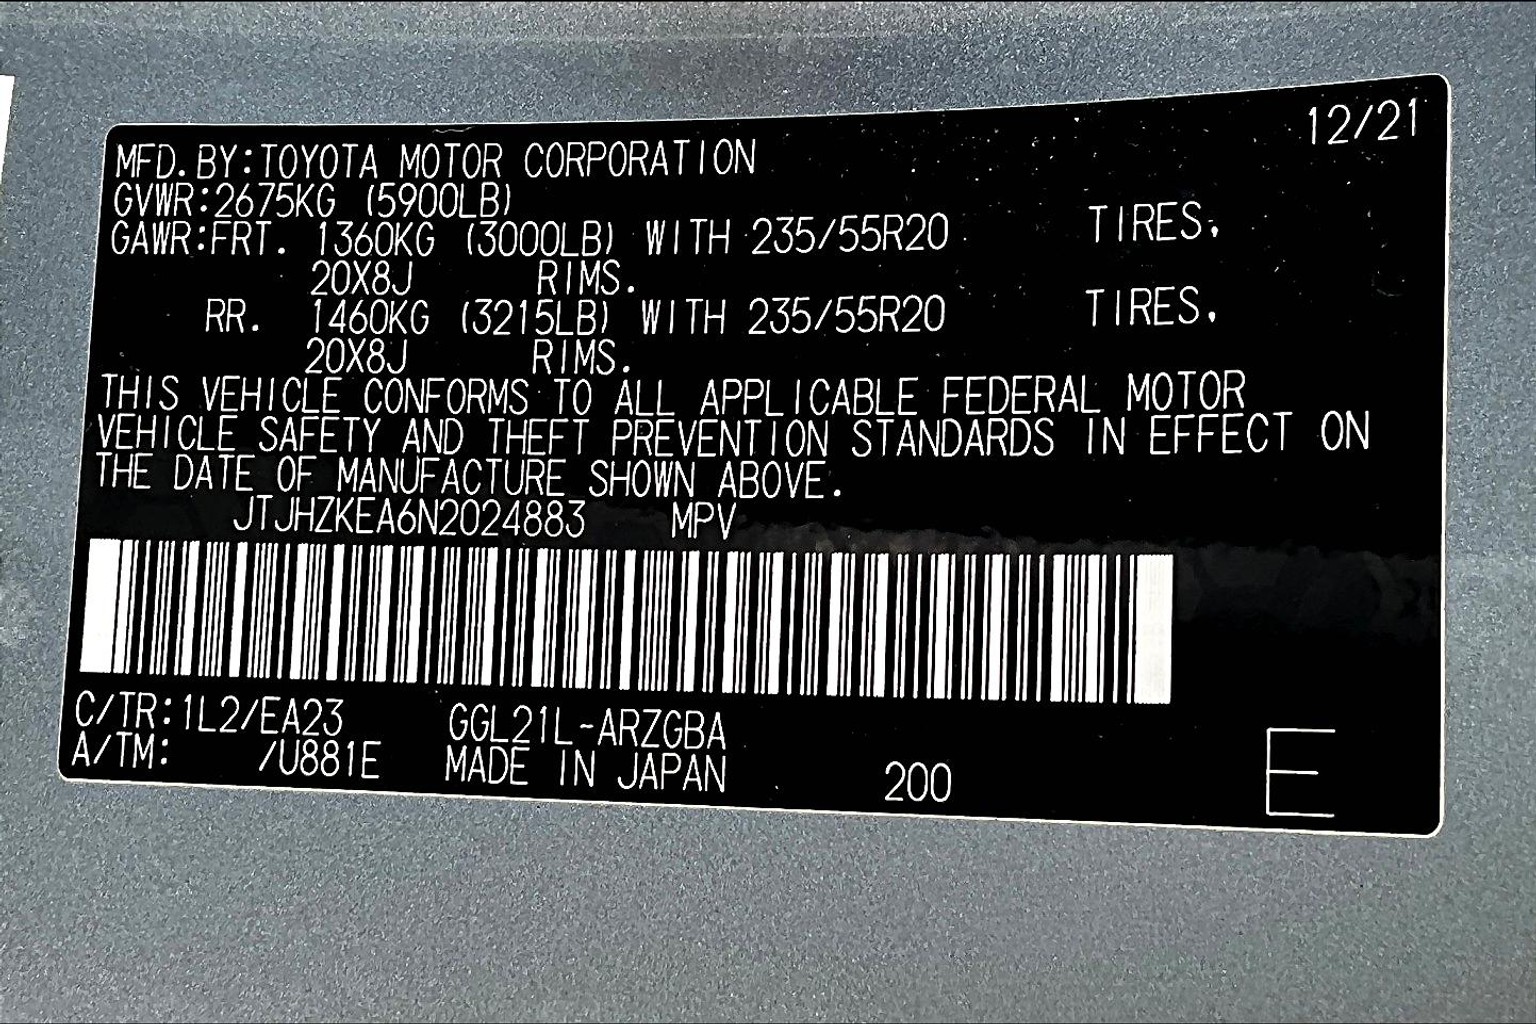 12/21
MFD. BY:TOYOTA MOTOR CORPORATION
GVWR:2675KG (5900LB)
GAWR:FRT. 1360KG (3000LB) WITH 235/55R20 TIRES,
20X8J RIMS.
RR. 1460KG (3215LB) WITH 235/55R20 TIRES,
20X8J RIMS.
THIS VEHICLE CONFORMS TO ALL APPLICABLE FEDERAL MOTOR
VEHICLE SAFETY AND THEFT PREVENTION STANDARDS IN EFFECT ON
THE DATE OF MANUFACTURE SHOWN ABOVE.
JTJHZKEA6N2024883 MPV
C/TR:1L2/EA23 GGL21L-ARZGBA
A/TM: /U881E MADE IN JAPAN 200 E